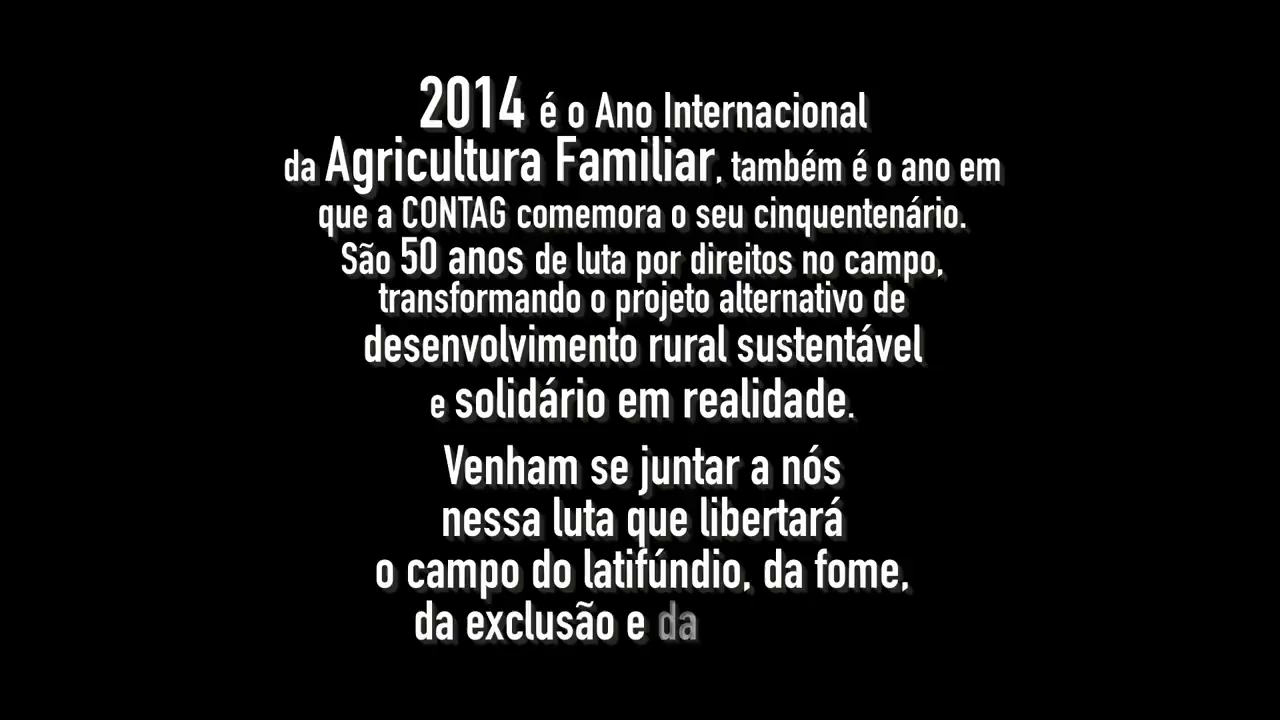 2014 é o Ano Internacional
da Agricultura Familiar, também é o ano em
que a CONTAG comemora o seu cinquentenário.
São 50 anos de luta por direitos no campo,
transformando o projeto alternativo de
desenvolvimento rural sustentável
e solidário em realidade.
Venham se juntar a nós
nessa luta que libertará
o campo do latifúndio, da fome,
da exclusão e da